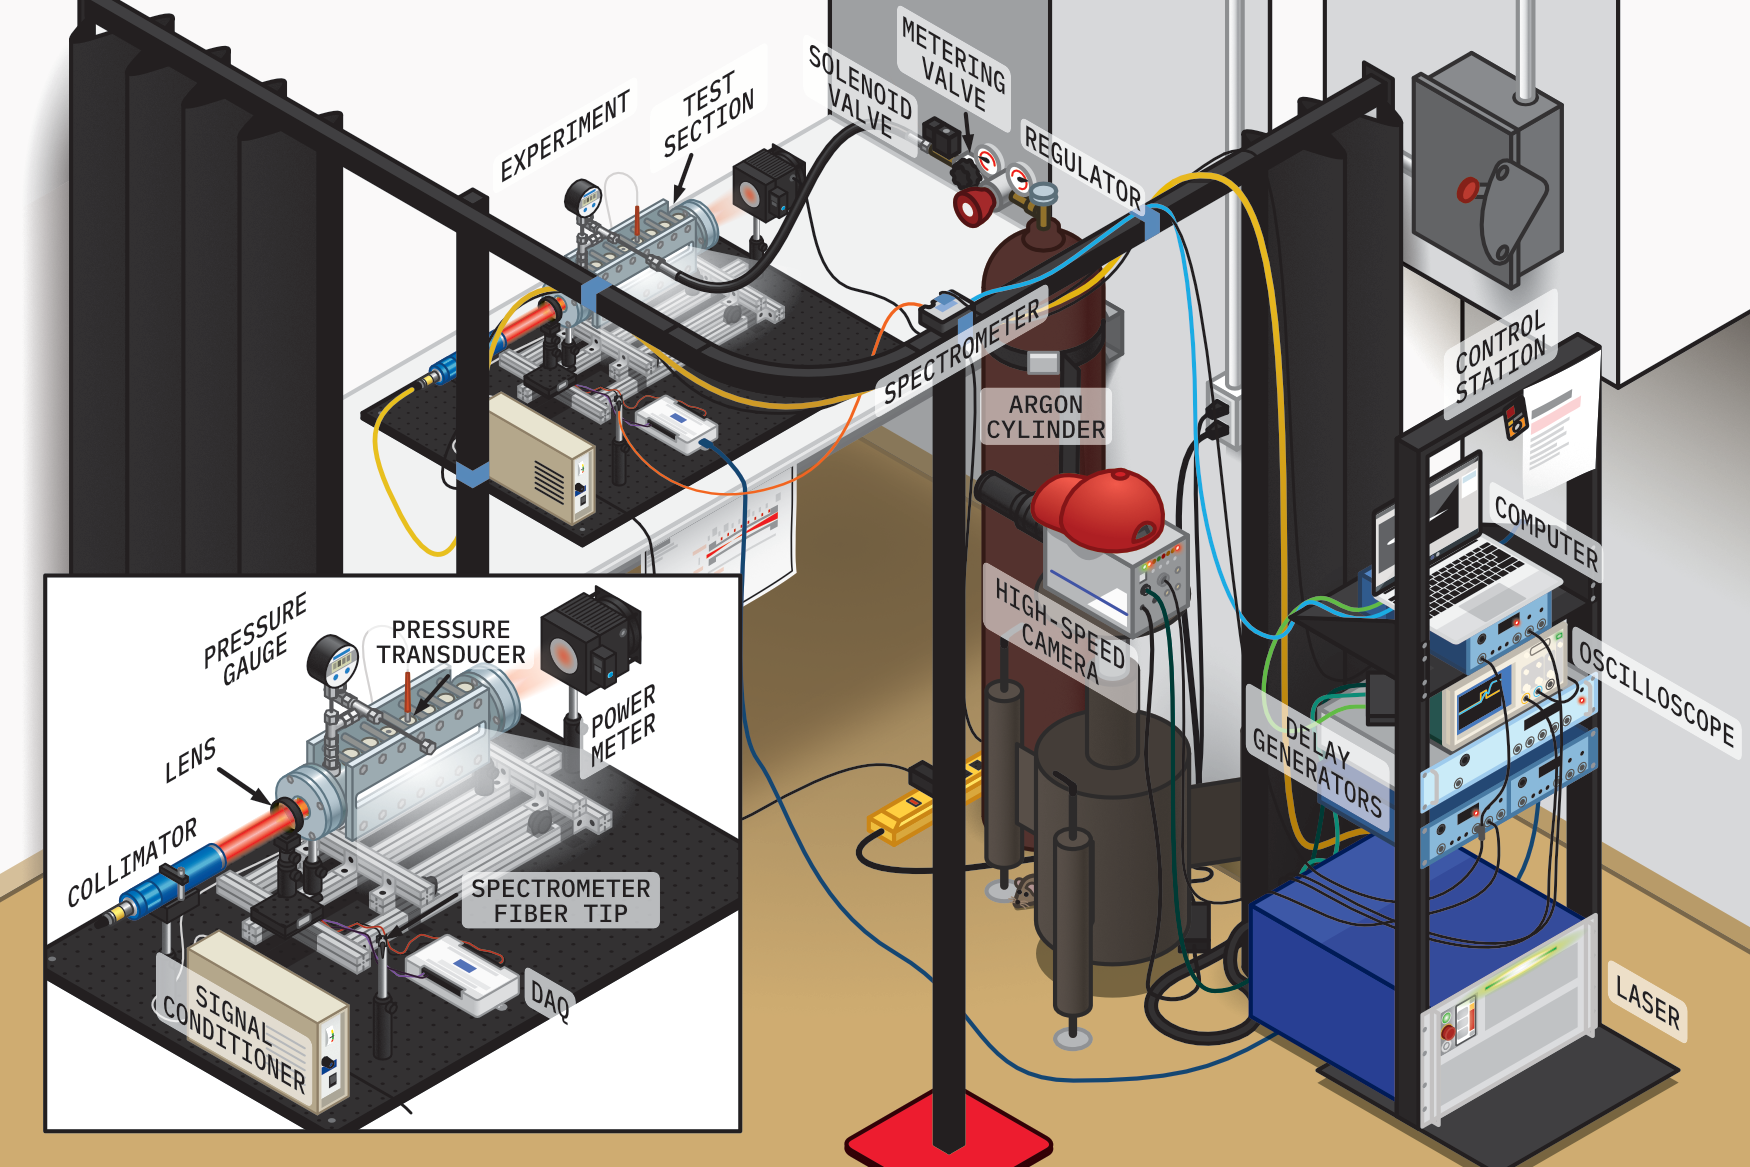 EXPERIMENT
TEST
SECTION
SOLENOID
VALVE
METERING
VALVE
REGULATOR
SPECTROMETER
ARGON
CYLINDER
CONTROL
STATION
COMPUTER
HIGH-SPEED
CAMERA
OSCILLOSCOPE
DELAY
GENERATORS
LASER
PRESSURE
GAUGE
PRESSURE
TRANSDUCER
POWER
METER
LENS
COLLIMATOR
SPECTROMETER
FIBER TIP
SIGNAL
CONDITIONER
DAQ